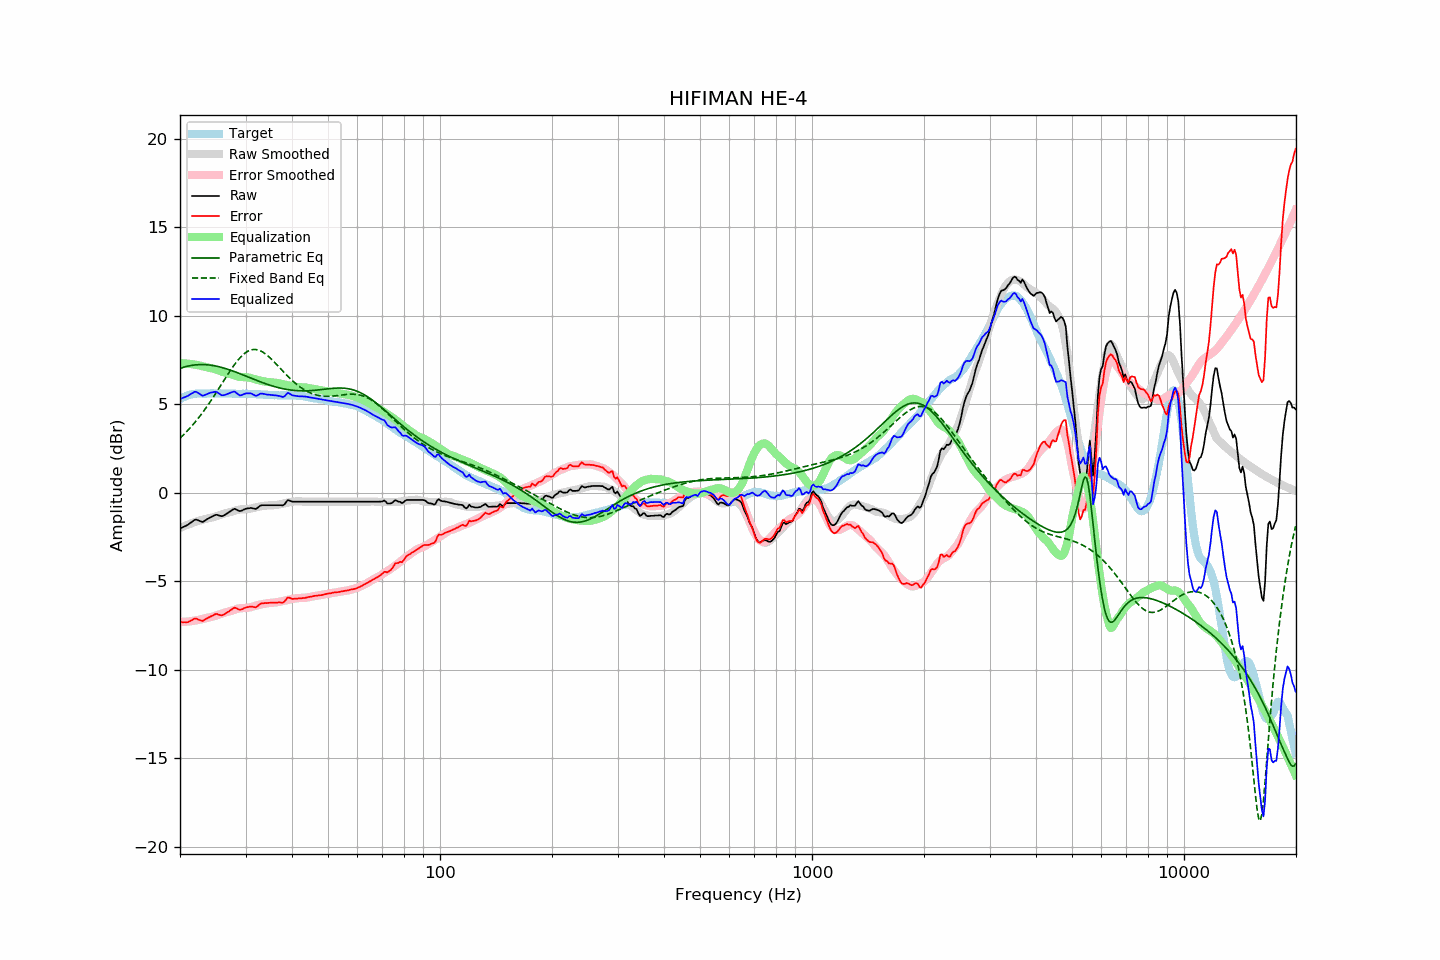 HIFIMAN HE-4
Target
Raw Smoothed
Error Smoothed
Raw
Error
Equalization
Parametric Eq
Fixed Band Eq
Equalized
20
15
10
5
0
−5
−10
−15
−20
Amplitude (dBr)
100
1000
10000
Frequency (Hz)